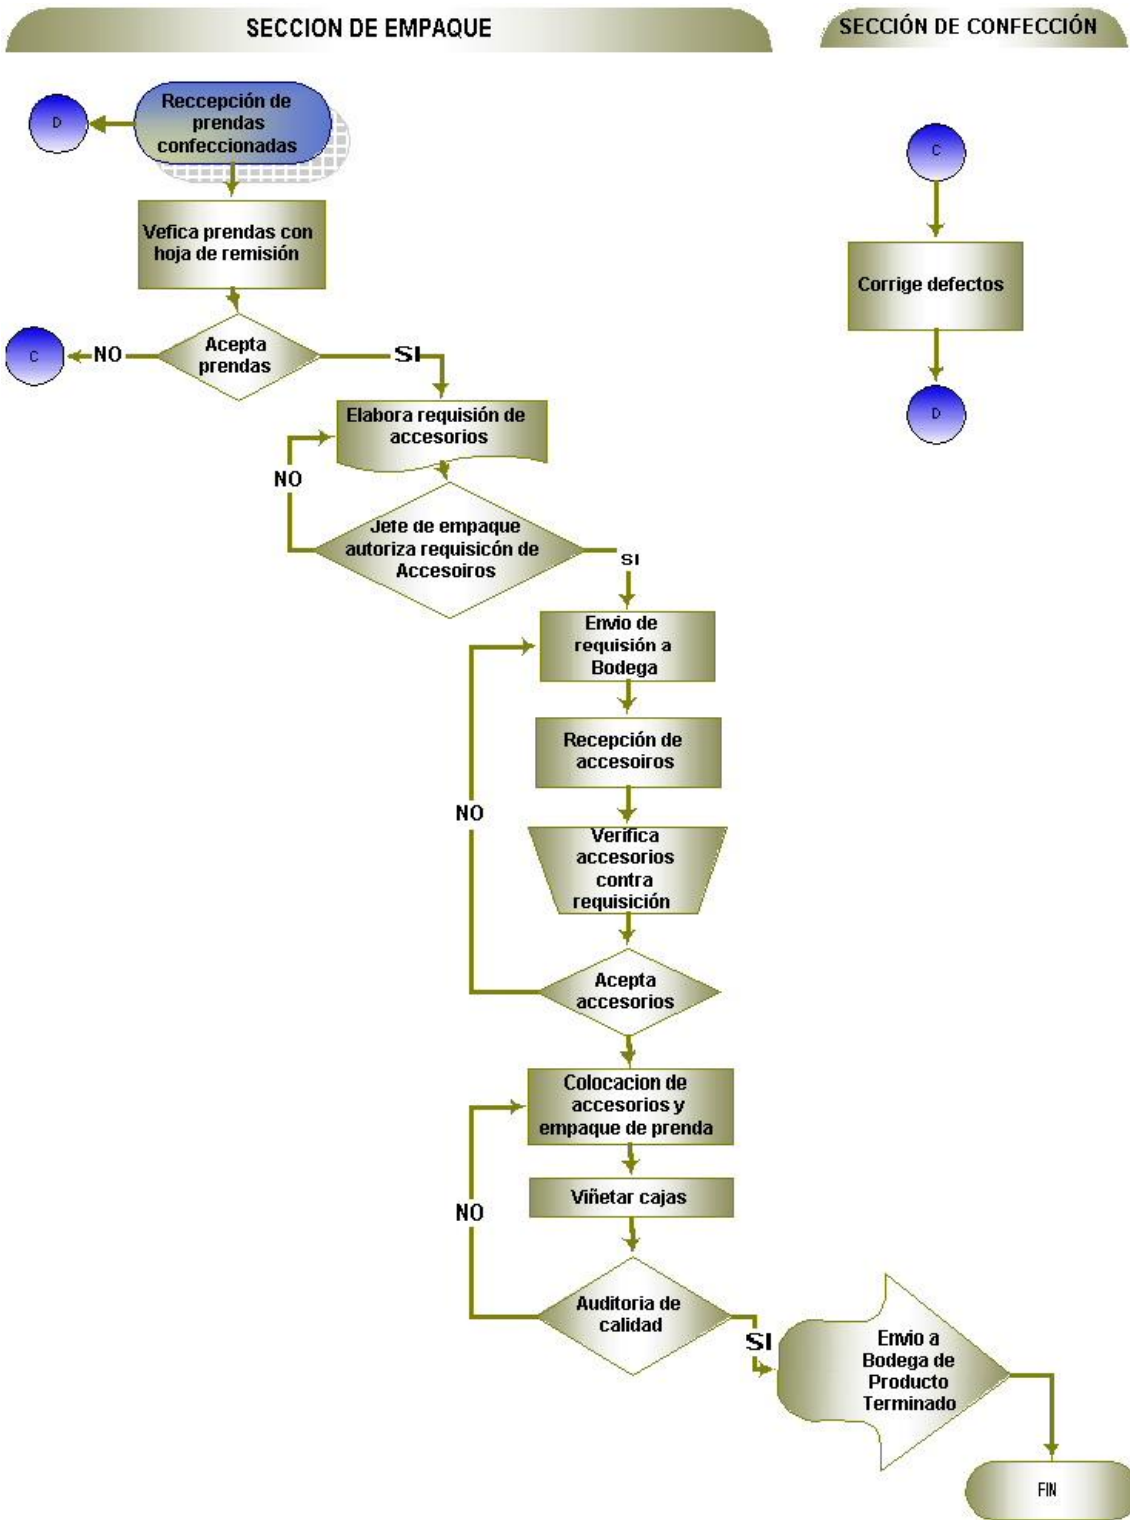 SECCION DE EMPAQUE
SECCIÓN DE CONFECCIÓN
D
Reccepción de
prendas
confeccionadas
C
Vefica prendas con
hoja de remisión
Corrige defectos
C
NO
Acepta
prendas
SI
D
Elabora requisión de
accesorios
NO
Jefe de empaque
autoriza requisicón de
Accesoiros
SI
Envio de
requisión a
Bodega
Recepción de
accesoiros
NO
Verifica
accesorios
contra
requisición
Acepta
accesorios
Colocacion de
accesorios y
empaque de prenda
Viñetar cajas
NO
Auditoria de
calidad
SI
Envio a
Bodega de
Producto
Terminado
FIN